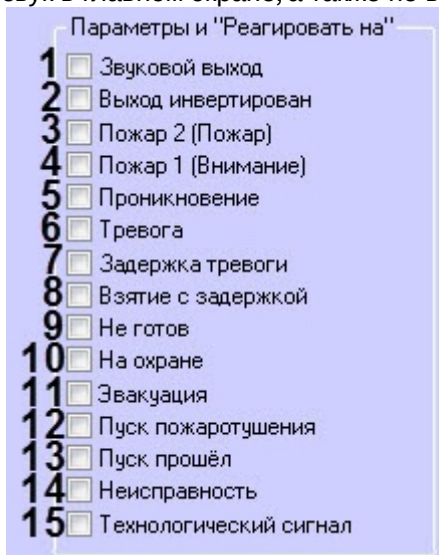 Параметры и "Реагировать на"
1 Звуковой выход
2 Выход инвертирован
3 Пожар 2 (Пожар)
4 Пожар 1 (Внимание)
5 Проникновение
6 Тревога
7 Задержка тревоги
8 Взятие с задержкой
9 Не готов
10 На охране
11 Эвакуация
12 Пуск пожаротушения
13 Пуск прошёл
14 Неисправность
15 Технологический сигнал